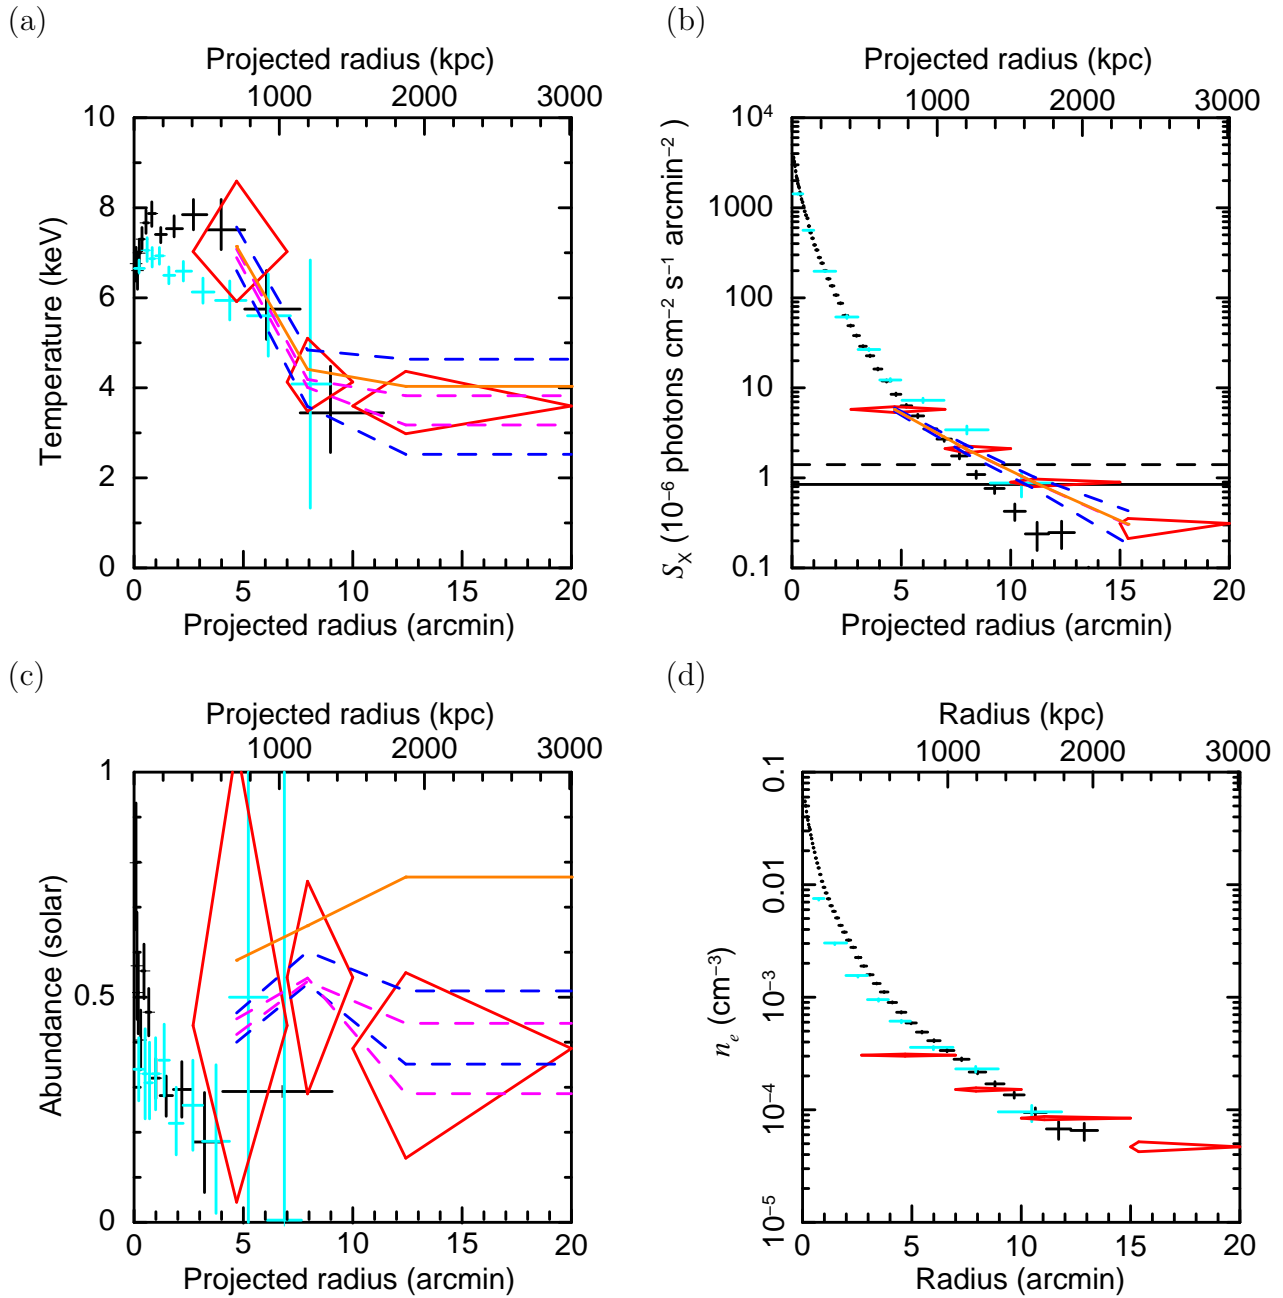 (a)
Projected radius (kpc)
1000 2000 3000
10
8
6
4
2
0
Temperature (keV)
0 5 10 15 20
Projected radius (arcmin)
(b)
Projected radius (kpc)
1000 2000 3000
10⁴
1000
100
10
1
0.1
S_X (10⁻⁶ photons cm⁻² s⁻¹ arcmin⁻²)
0 5 10 15 20
Projected radius (arcmin)
(c)
Projected radius (kpc)
1000 2000 3000
1
0.5
0
Abundance (solar)
0 5 10 15 20
Projected radius (arcmin)
(d)
Radius (kpc)
1000 2000 3000
0.1
0.01
10⁻³
10⁻⁴
10⁻⁵
n_e (cm⁻³)
0 5 10 15 20
Radius (arcmin)